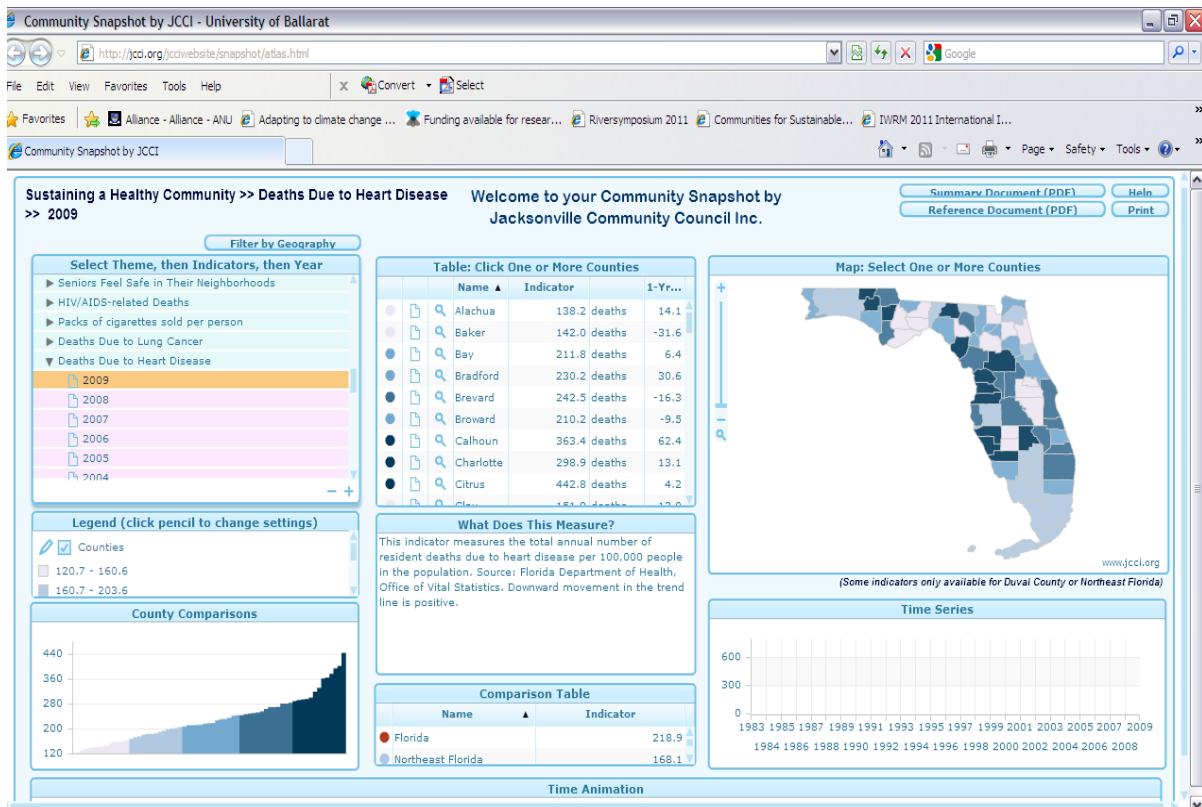 Community Snapshot by JCCI - University of Ballarat
http://jcci.org/jcciwebsite/snapshot/atlas.html
Google
File Edit View Favorites Tools Help
x Convert Select
Favorites Alliance - Alliance - ANU Adapting to climate change ... Funding available for resear... Riversymposium 2011 Communities for Sustainable... IWRM 2011 International I... »
Community Snapshot by JCCI
Page Safety Tools »
Sustaining a Healthy Community >> Deaths Due to Heart Disease
>> 2009
Welcome to your Community Snapshot by
Jacksonville Community Council Inc.
Summary Document (PDF) Help
Reference Document (PDF) Print
Filter by Geography
Select Theme, then Indicators, then Year
Seniors Feel Safe in Their Neighborhoods
HIV/AIDS-related Deaths
Packs of cigarettes sold per person
Deaths Due to Lung Cancer
Deaths Due to Heart Disease
2009
2008
2007
2006
2005
2004
− +
Legend (click pencil to change settings)
Counties
120.7 - 160.6
160.7 - 203.6
County Comparisons
440
360
280
200
120
Table: Click One or More Counties
Name ▲ Indicator 1-Yr...
Alachua 138.2 deaths 14.1
Baker 142.0 deaths -31.6
Bay 211.8 deaths 6.4
Bradford 230.2 deaths 30.6
Brevard 242.5 deaths -16.3
Broward 210.2 deaths -9.5
Calhoun 363.4 deaths 62.4
Charlotte 298.9 deaths 13.1
Citrus 442.8 deaths 4.2
What Does This Measure?
This indicator measures the total annual number of
resident deaths due to heart disease per 100,000 people
in the population. Source: Florida Department of Health,
Office of Vital Statistics. Downward movement in the trend
line is positive.
Comparison Table
Name ▲ Indicator
Florida 218.9
Northeast Florida 168.1
Map: Select One or More Counties
+
−
www.jcci.org
(Some indicators only available for Duval County or Northeast Florida)
Time Series
600
300
0
1983 1985 1987 1989 1991 1993 1995 1997 1999 2001 2003 2005 2007 2009
1984 1986 1988 1990 1992 1994 1996 1998 2000 2002 2004 2006 2008
Time Animation